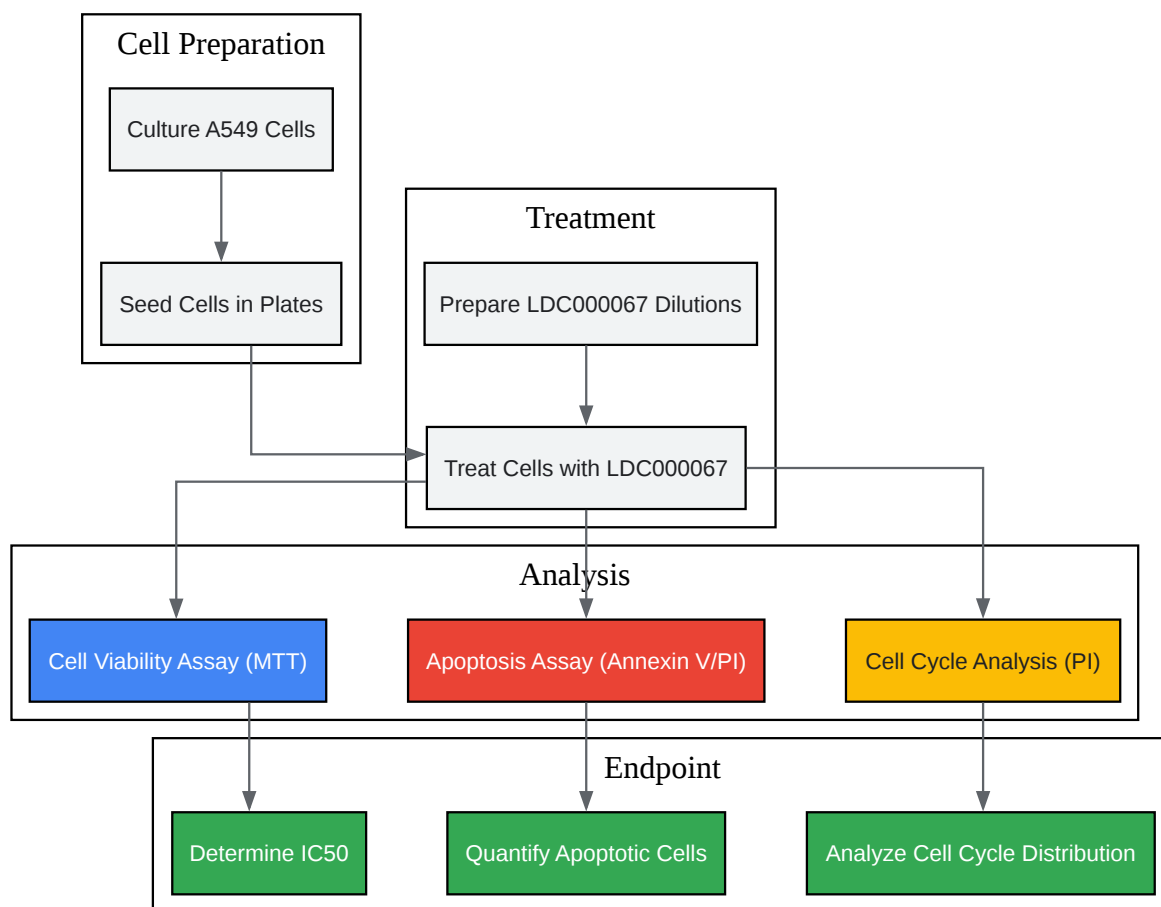 Cell Preparation
Culture A549 Cells
Seed Cells in Plates
Treatment
Prepare LDC000067 Dilutions
Treat Cells with LDC000067
Analysis
Cell Viability Assay (MTT)
Apoptosis Assay (Annexin V/PI)
Cell Cycle Analysis (PI)
Endpoint
Determine IC50
Quantify Apoptotic Cells
Analyze Cell Cycle Distribution